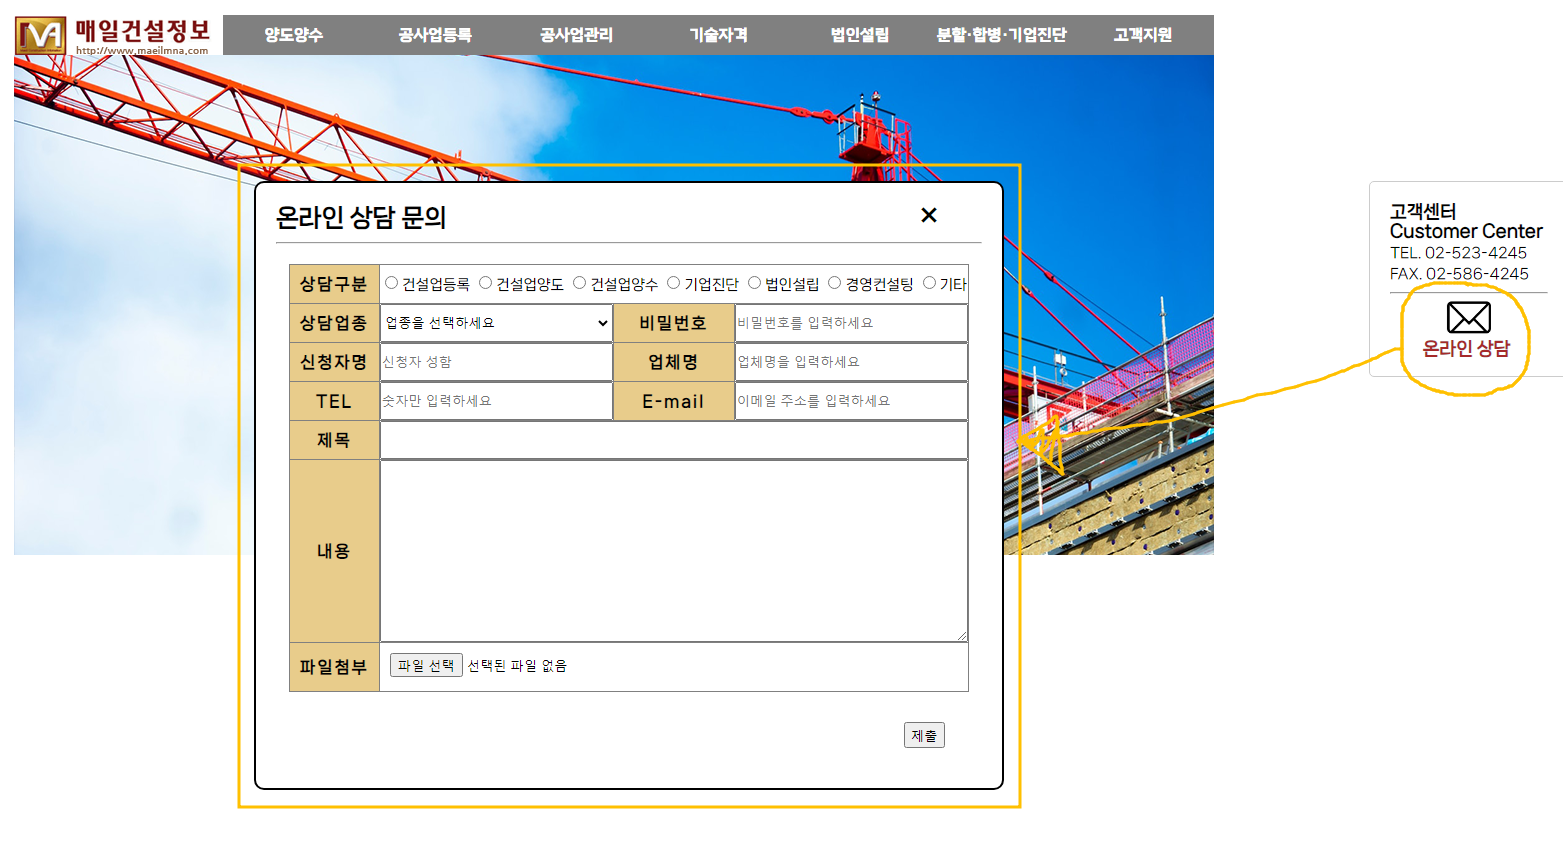 매일건설정보
http://www.maeilmna.com
양도양수 공사업등록 공사업관리 기술자격 법인설립 분할·합병·기업진단 고객지원
온라인 상담 문의 ×
상담구분 건설업등록 건설업양도 건설업양수 기업진단 법인설립 경영컨설팅 기타
상담업종 업종을 선택하세요 비밀번호 비밀번호를 입력하세요
신청자명 신청자 성함 업체명 업체명을 입력하세요
TEL 숫자만 입력하세요 E-mail 이메일 주소를 입력하세요
제목
내용
파일첨부 파일 선택 선택된 파일 없음
제출
고객센터
Customer Center
TEL. 02-523-4245
FAX. 02-586-4245
온라인 상담